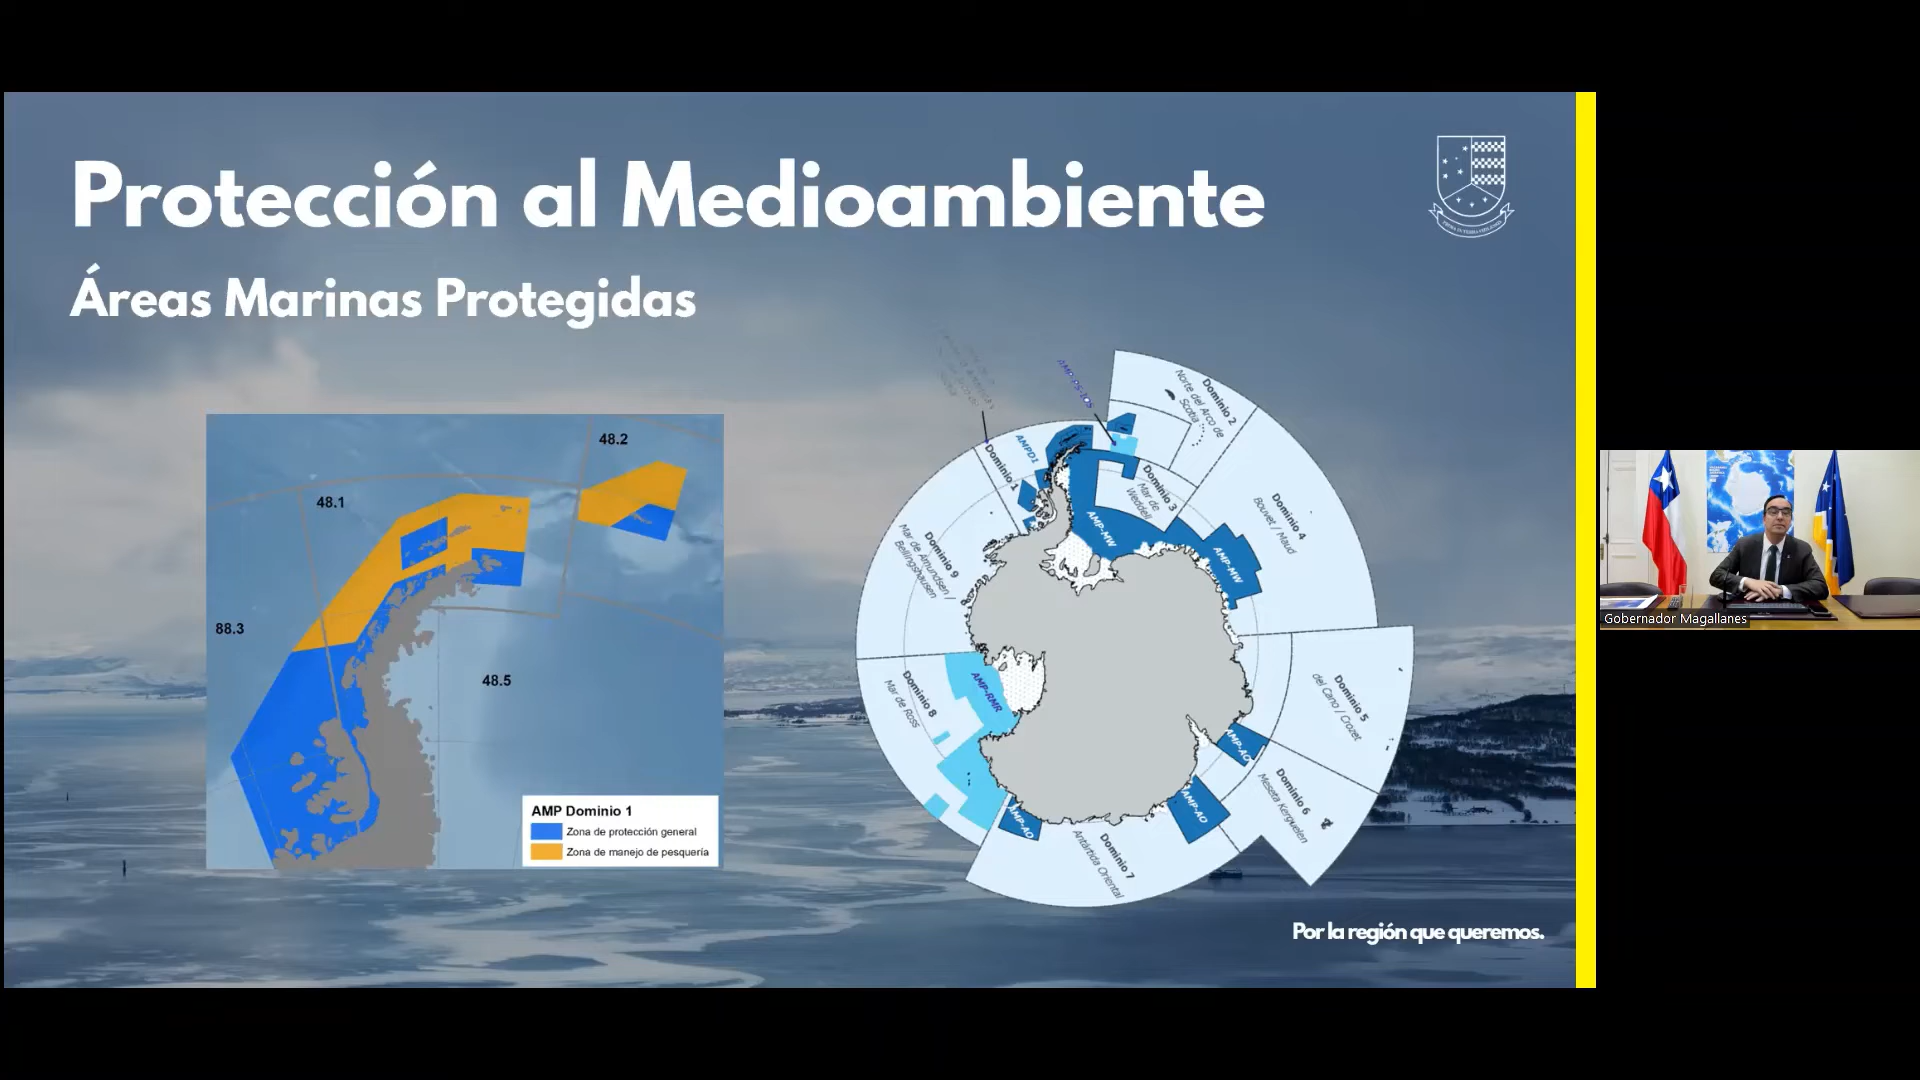 Protección al Medioambiente
Áreas Marinas Protegidas
48.2
48.1
88.3
48.5
AMP Dominio 1
Zona de protección general
Zona de manejo de pesquería
AMP-PS-IOS
AMPD1
Dominio 1
Dominio 2
Norte del Arco de
Scotia
Dominio 3
Mar de
Weddell
Dominio 4
Bouvet / Maud
AMP-MW
AMP-MW
Dominio 9
Mar de Amundsen /
Bellingshausen
Dominio 5
del Cano / Crozet
AMP-RMR
Dominio 8
Mar de Ross
AMP-AO
Dominio 6
Meseta Kerguelen
AMP-AO
AMP-AO
Dominio 7
Antártida Oriental
Por la región que queremos.
Gobernador Magallanes